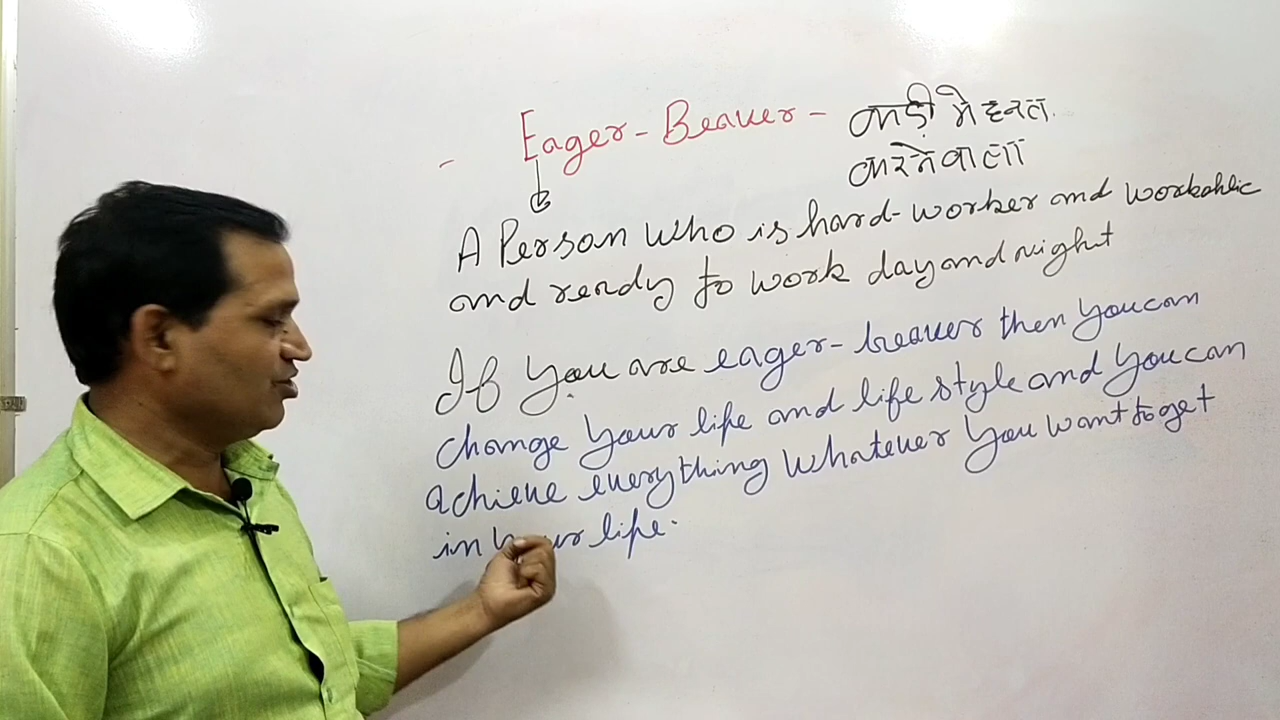 - Eager-Beaver - कड़ी मेहनत
करनेवाला
A Person who is hard-worker and workoholic
and ready to work day and night
If you are eager-beaver then you can
change your life and life style and you can
achieve everything whatever you want to get
in your life.